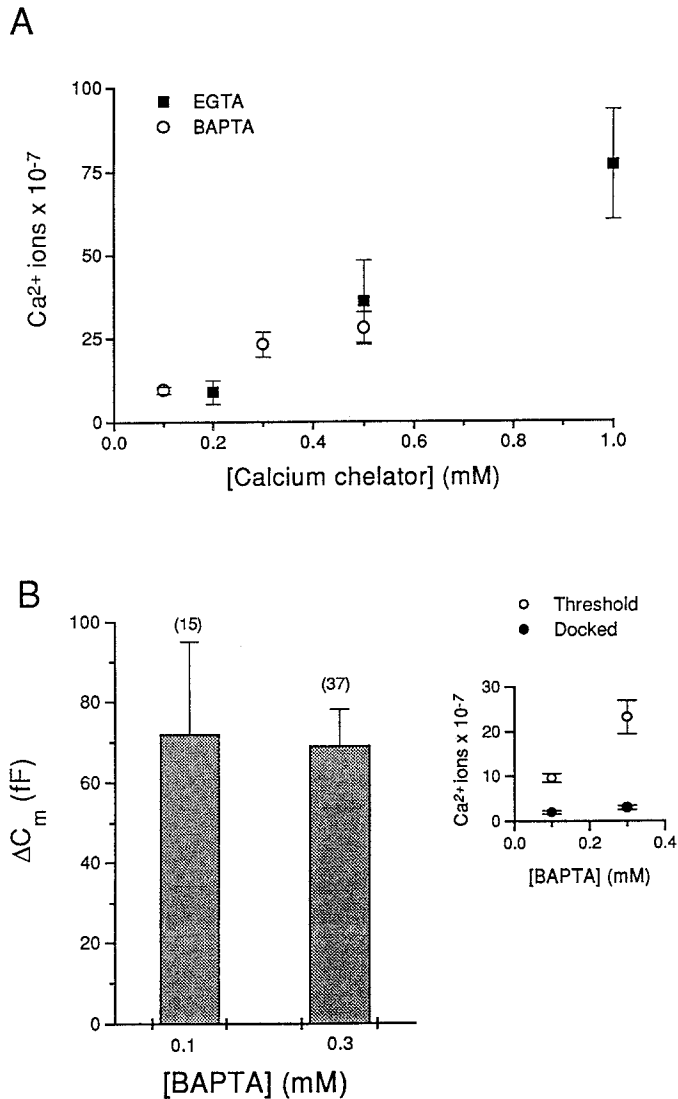 A
EGTA
BAPTA
Ca²⁺ ions x 10⁻⁷
100
75
50
25
0
0.0 0.2 0.4 0.6 0.8 1.0
[Calcium chelator] (mM)
B
ΔCm (fF)
100
80
60
40
20
0
(15)
(37)
0.1 0.3
[BAPTA] (mM)
Threshold
Docked
Ca²⁺ ions x 10⁻⁷
30
20
10
0
0.0 0.2 0.4
[BAPTA] (mM)